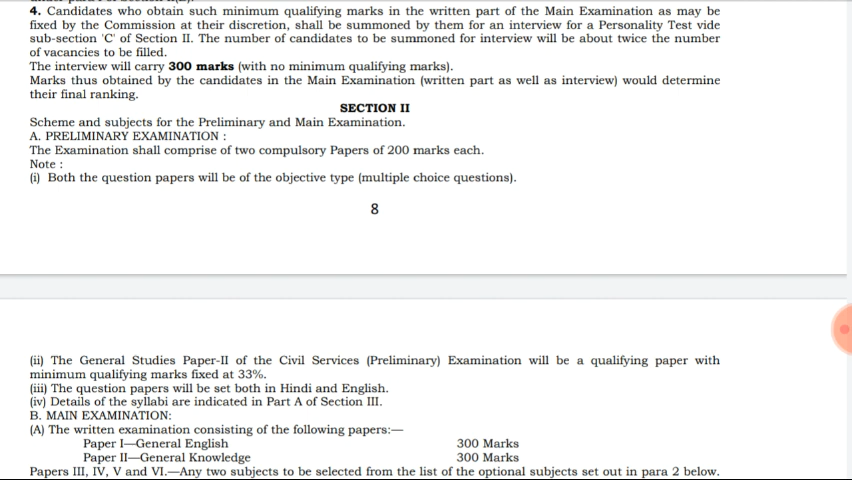 4. Candidates who obtain such minimum qualifying marks in the written part of the Main Examination as may be
fixed by the Commission at their discretion, shall be summoned by them for an interview for a Personality Test vide
sub-section 'C' of Section II. The number of candidates to be summoned for interview will be about twice the number
of vacancies to be filled.
The interview will carry 300 marks (with no minimum qualifying marks).
Marks thus obtained by the candidates in the Main Examination (written part as well as interview) would determine
their final ranking.
SECTION II
Scheme and subjects for the Preliminary and Main Examination.
A. PRELIMINARY EXAMINATION :
The Examination shall comprise of two compulsory Papers of 200 marks each.
Note :
(i) Both the question papers will be of the objective type (multiple choice questions).
8
(ii) The General Studies Paper-II of the Civil Services (Preliminary) Examination will be a qualifying paper with
minimum qualifying marks fixed at 33%.
(iii) The question papers will be set both in Hindi and English.
(iv) Details of the syllabi are indicated in Part A of Section III.
B. MAIN EXAMINATION:
(A) The written examination consisting of the following papers:—
Paper I—General English 300 Marks
Paper II—General Knowledge 300 Marks
Papers III, IV, V and VI.—Any two subjects to be selected from the list of the optional subjects set out in para 2 below.